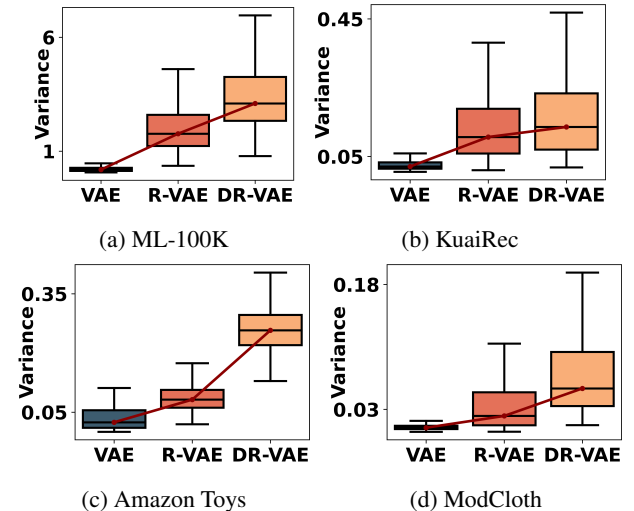 Variance
6
1
VAE R-VAE DR-VAE
(a) ML-100K
Variance
0.45
0.05
VAE R-VAE DR-VAE
(b) KuaiRec
Variance
0.35
0.05
VAE R-VAE DR-VAE
(c) Amazon Toys
Variance
0.18
0.03
VAE R-VAE DR-VAE
(d) ModCloth